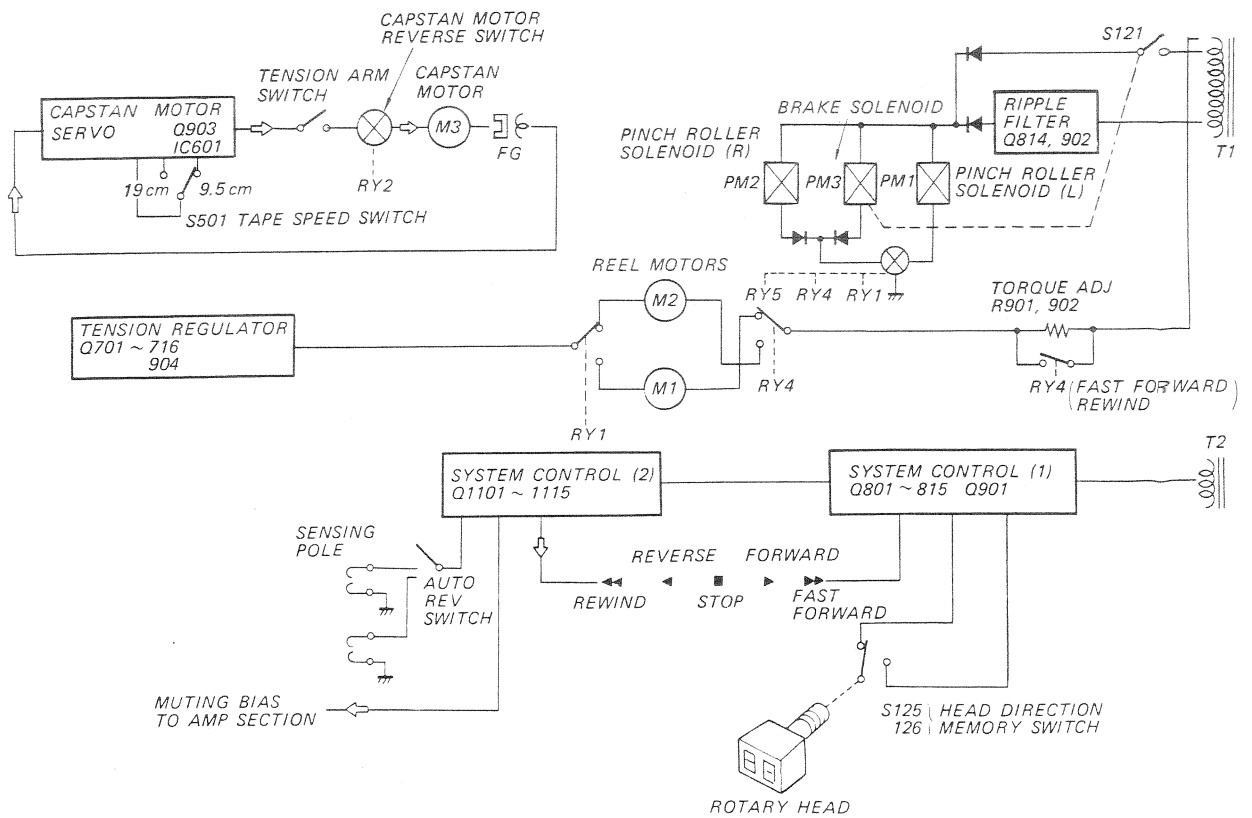 CAPSTAN MOTOR
REVERSE SWITCH
TENSION ARM
SWITCH
CAPSTAN
MOTOR
CAPSTAN MOTOR
SERVO Q903
IC601
M3
FG
RY2
19 cm
9.5 cm
S501 TAPE SPEED SWITCH
S121
BRAKE SOLENOID
RIPPLE
FILTER
Q814, 902
T1
PINCH ROLLER
SOLENOID (R)
PM2
PM3
PM1
PINCH ROLLER
SOLENOID (L)
REEL MOTORS
M2
RY5
RY4
RY1
TORQUE ADJ
R901, 902
TENSION REGULATOR
Q701 ~ 716
904
M1
RY4
RY4 (FAST FORWARD)
REWIND
RY1
T2
SYSTEM CONTROL (2)
Q1101 ~ 1115
SYSTEM CONTROL (1)
Q801 ~ 815 Q901
SENSING
POLE
AUTO
REV
SWITCH
REVERSE
FORWARD
REWIND
STOP
FAST
FORWARD
MUTING BIAS
TO AMP SECTION
S125 HEAD DIRECTION
126 MEMORY SWITCH
ROTARY HEAD